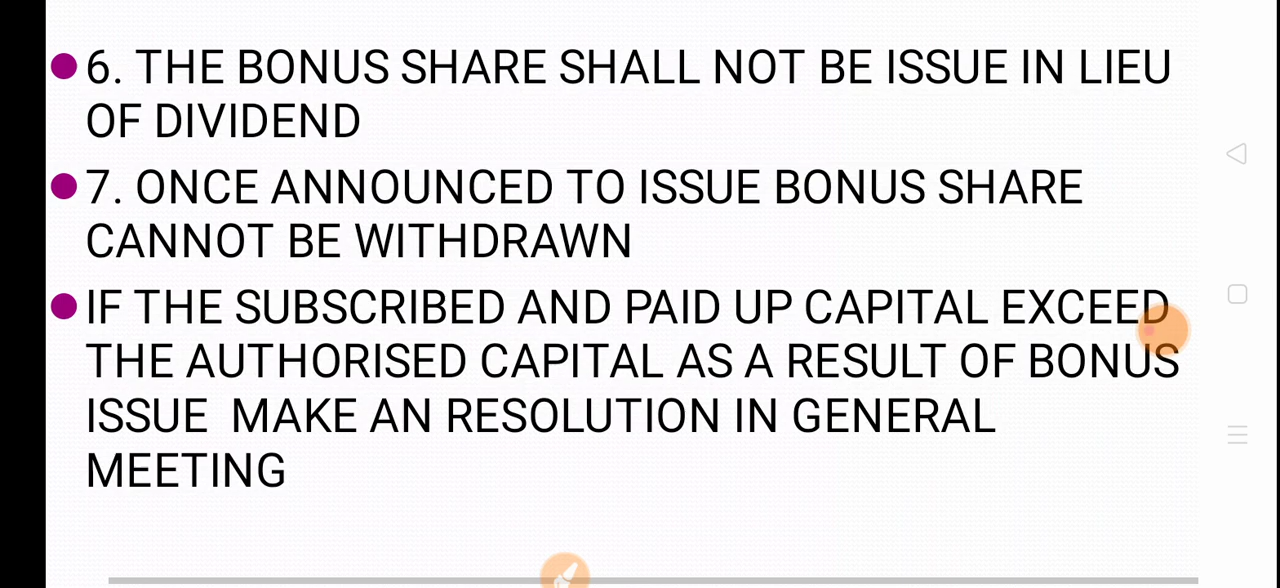 6. THE BONUS SHARE SHALL NOT BE ISSUE IN LIEU
OF DIVIDEND
7. ONCE ANNOUNCED TO ISSUE BONUS SHARE
CANNOT BE WITHDRAWN
IF THE SUBSCRIBED AND PAID UP CAPITAL EXCEED
THE AUTHORISED CAPITAL AS A RESULT OF BONUS
ISSUE MAKE AN RESOLUTION IN GENERAL
MEETING